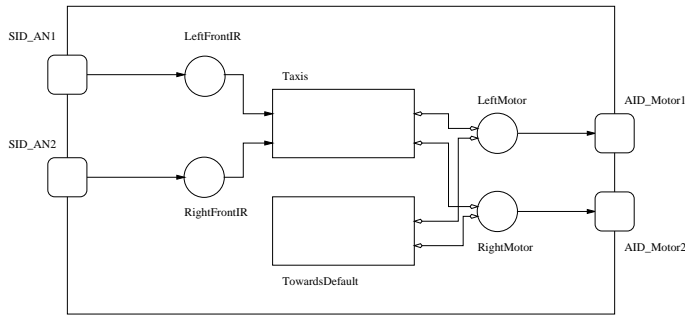 SID_AN1
LeftFrontIR
Taxis
LeftMotor
AID_Motor1
SID_AN2
RightFrontIR
RightMotor
AID_Motor2
TowardsDefault